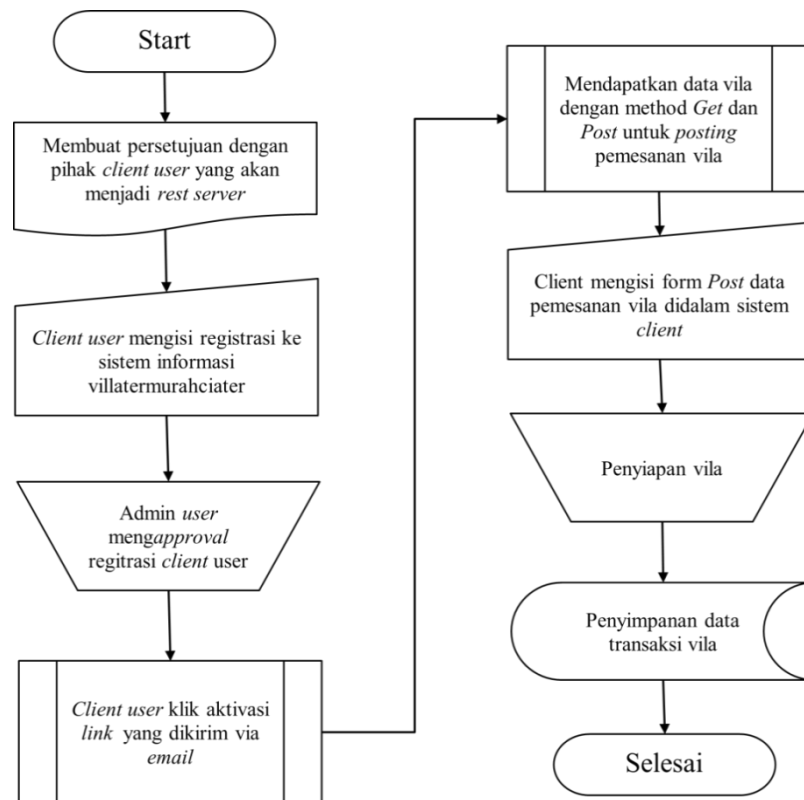 Start
Membuat persetujuan dengan
pihak client user yang akan
menjadi rest server
Client user mengisi registrasi ke
sistem informasi
villatermurahciater
Admin user
mengapproval
regitrasi client user
Client user klik aktivasi
link yang dikirim via
email
Mendapatkan data vila
dengan method Get dan
Post untuk posting
pemesanan vila
Client mengisi form Post data
pemesanan vila didalam sistem
client
Penyiapan vila
Penyimpanan data
transaksi vila
Selesai